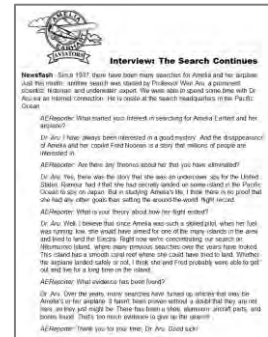 AMELIA
AVIATORS
Interview: The Search Continues
Newsflash - Since 1937 there have been many searches for Amelia and her airplane.
Just this month, another search was started by Professor Wen Aru, a prominent
scientist, historian, and underwater expert. We were able to spend some time with Dr.
Aru via an Internet connection. He is onsite at the search headquarters in the Pacific
Ocean.
AEReporter: What started your interest in searching for Amelia Earhart and her
airplane?
Dr. Aru: I have always been interested in a good mystery. And the disappearance
of Amelia and her copilot Fred Noonan is a story that millions of people are
interested in.
AEReporter: Are there any theories about her that you have eliminated?
Dr. Aru: Yes, there was the story that she was an undercover spy for the United
States. Rumour had it that she had secretly landed on some island in the Pacific
Ocean to spy on Japan. But in studying Amelia's life, I think there is no proof that
she had any other goals than setting the around-the-world flight record.
AEReporter: What is your theory about how her flight ended?
Dr. Aru: Well, I believe that since Amelia was such a skilled pilot, when her fuel
was running low, she would have aimed for one of the many islands in the area
and tried to land the Electra. Right now we're concentrating our search on
Nikumaroro Island, where many previous searches over the years have looked.
This island has a smooth coral reef where she could have tried to land. Whether
the airplane landed safely or not, I think she and Fred probably were able to get
out and live for a long time on the island.
AEReporter: What evidence has been found?
Dr. Aru: Over the years, many searches have turned up articles that may be
Amelia's or her airplane. It hasn't been proven without a doubt that they are not
hers, so they just might be. There has been a shoe, aluminum aircraft parts, and
bones found. That's too much evidence to give up the search!
AEReporter: Thank you for your time, Dr. Aru. Good luck!